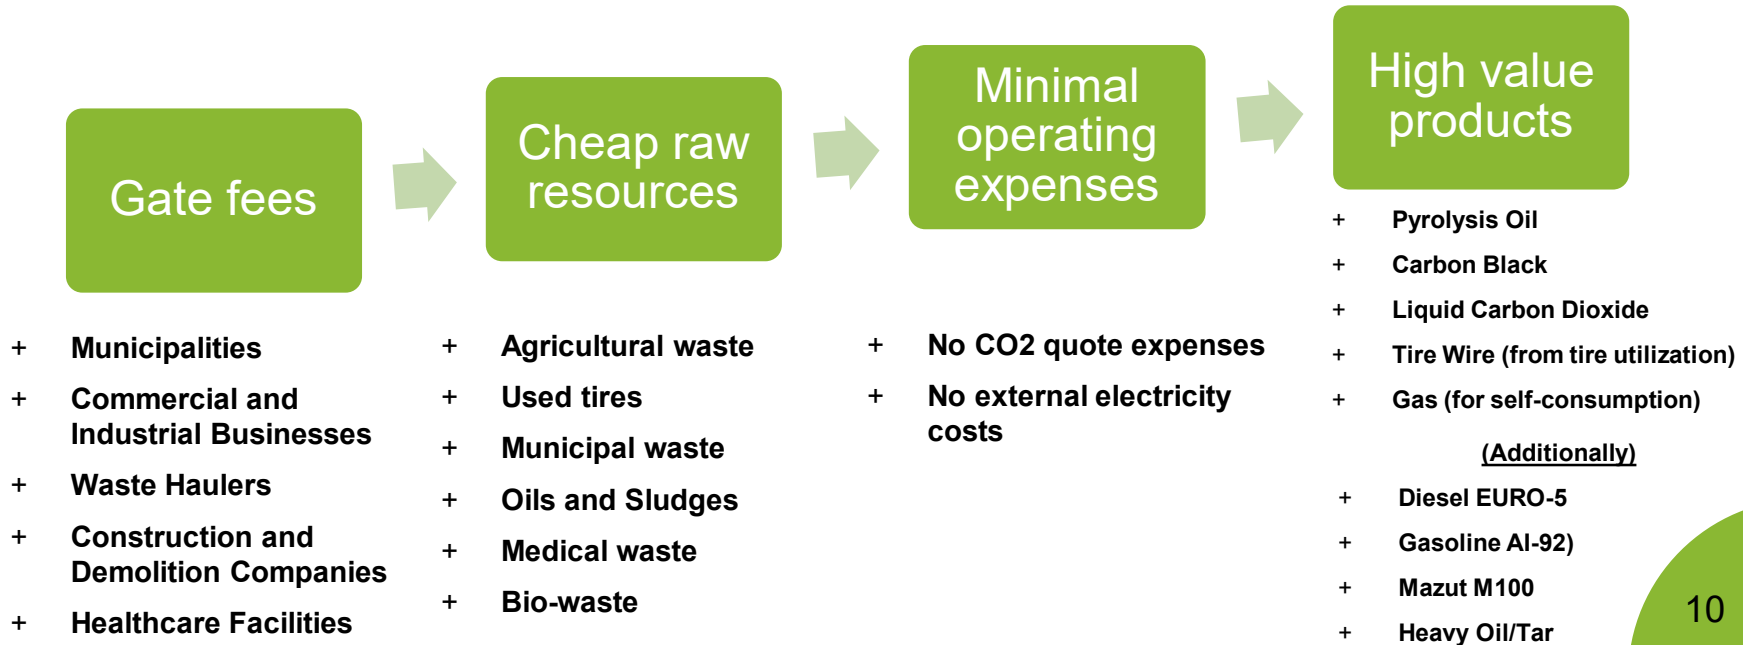 Gate fees
+ Municipalities
+ Commercial and
Industrial Businesses
+ Waste Haulers
+ Construction and
Demolition Companies
+ Healthcare Facilities
Cheap raw
resources
+ Agricultural waste
+ Used tires
+ Municipal waste
+ Oils and Sludges
+ Medical waste
+ Bio-waste
Minimal
operating
expenses
+ No CO2 quote expenses
+ No external electricity
costs
High value
products
+ Pyrolysis Oil
+ Carbon Black
+ Liquid Carbon Dioxide
+ Tire Wire (from tire utilization)
+ Gas (for self-consumption)
(Additionally)
+ Diesel EURO-5
+ Gasoline AI-92)
+ Mazut M100
+ Heavy Oil/Tar
10